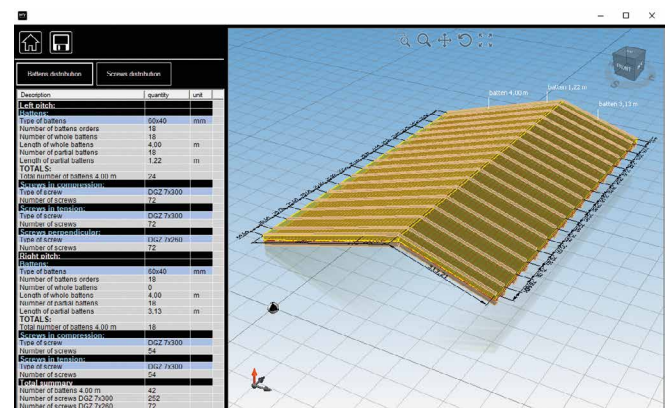 Battens distribution
Screws distribution
Description quantity unit
Left pitch:
Battens:
Type of battens 60x40 mm
Number of battens orders 18
Number of whole battens 18
Length of whole battens 4,00 m
Number of partial battens 18
Length of partial battens 1,22 m
TOTALS:
Total number of battens 4.00 m 24
Screws in compression:
Type of screw DGZ 7x300
Number of screws 72
Screws in tension:
Type of screw DGZ 7x300
Number of screws 72
Screws perpendicular:
Type of screw DGZ 7x260
Number of screws 72
Right pitch:
Battens:
Type of battens 60x40 mm
Number of battens orders 18
Number of whole battens 0
Length of whole battens 4,00 m
Number of partial battens 18
Length of partial battens 3,13 m
TOTALS:
Total number of battens 4,00 m 18
Screws in compression:
Type of screw DGZ 7x300
Number of screws 54
Screws in tension:
Type of screw DGZ 7x300
Number of screws 54
Total summary
Number of battens 4.00 m 42
Number of screws DGZ 7x300 252
Number of screws DGZ 7x260 72
batten 4,00 m
batten 1,22 m
batten 3,13 m
FRONT